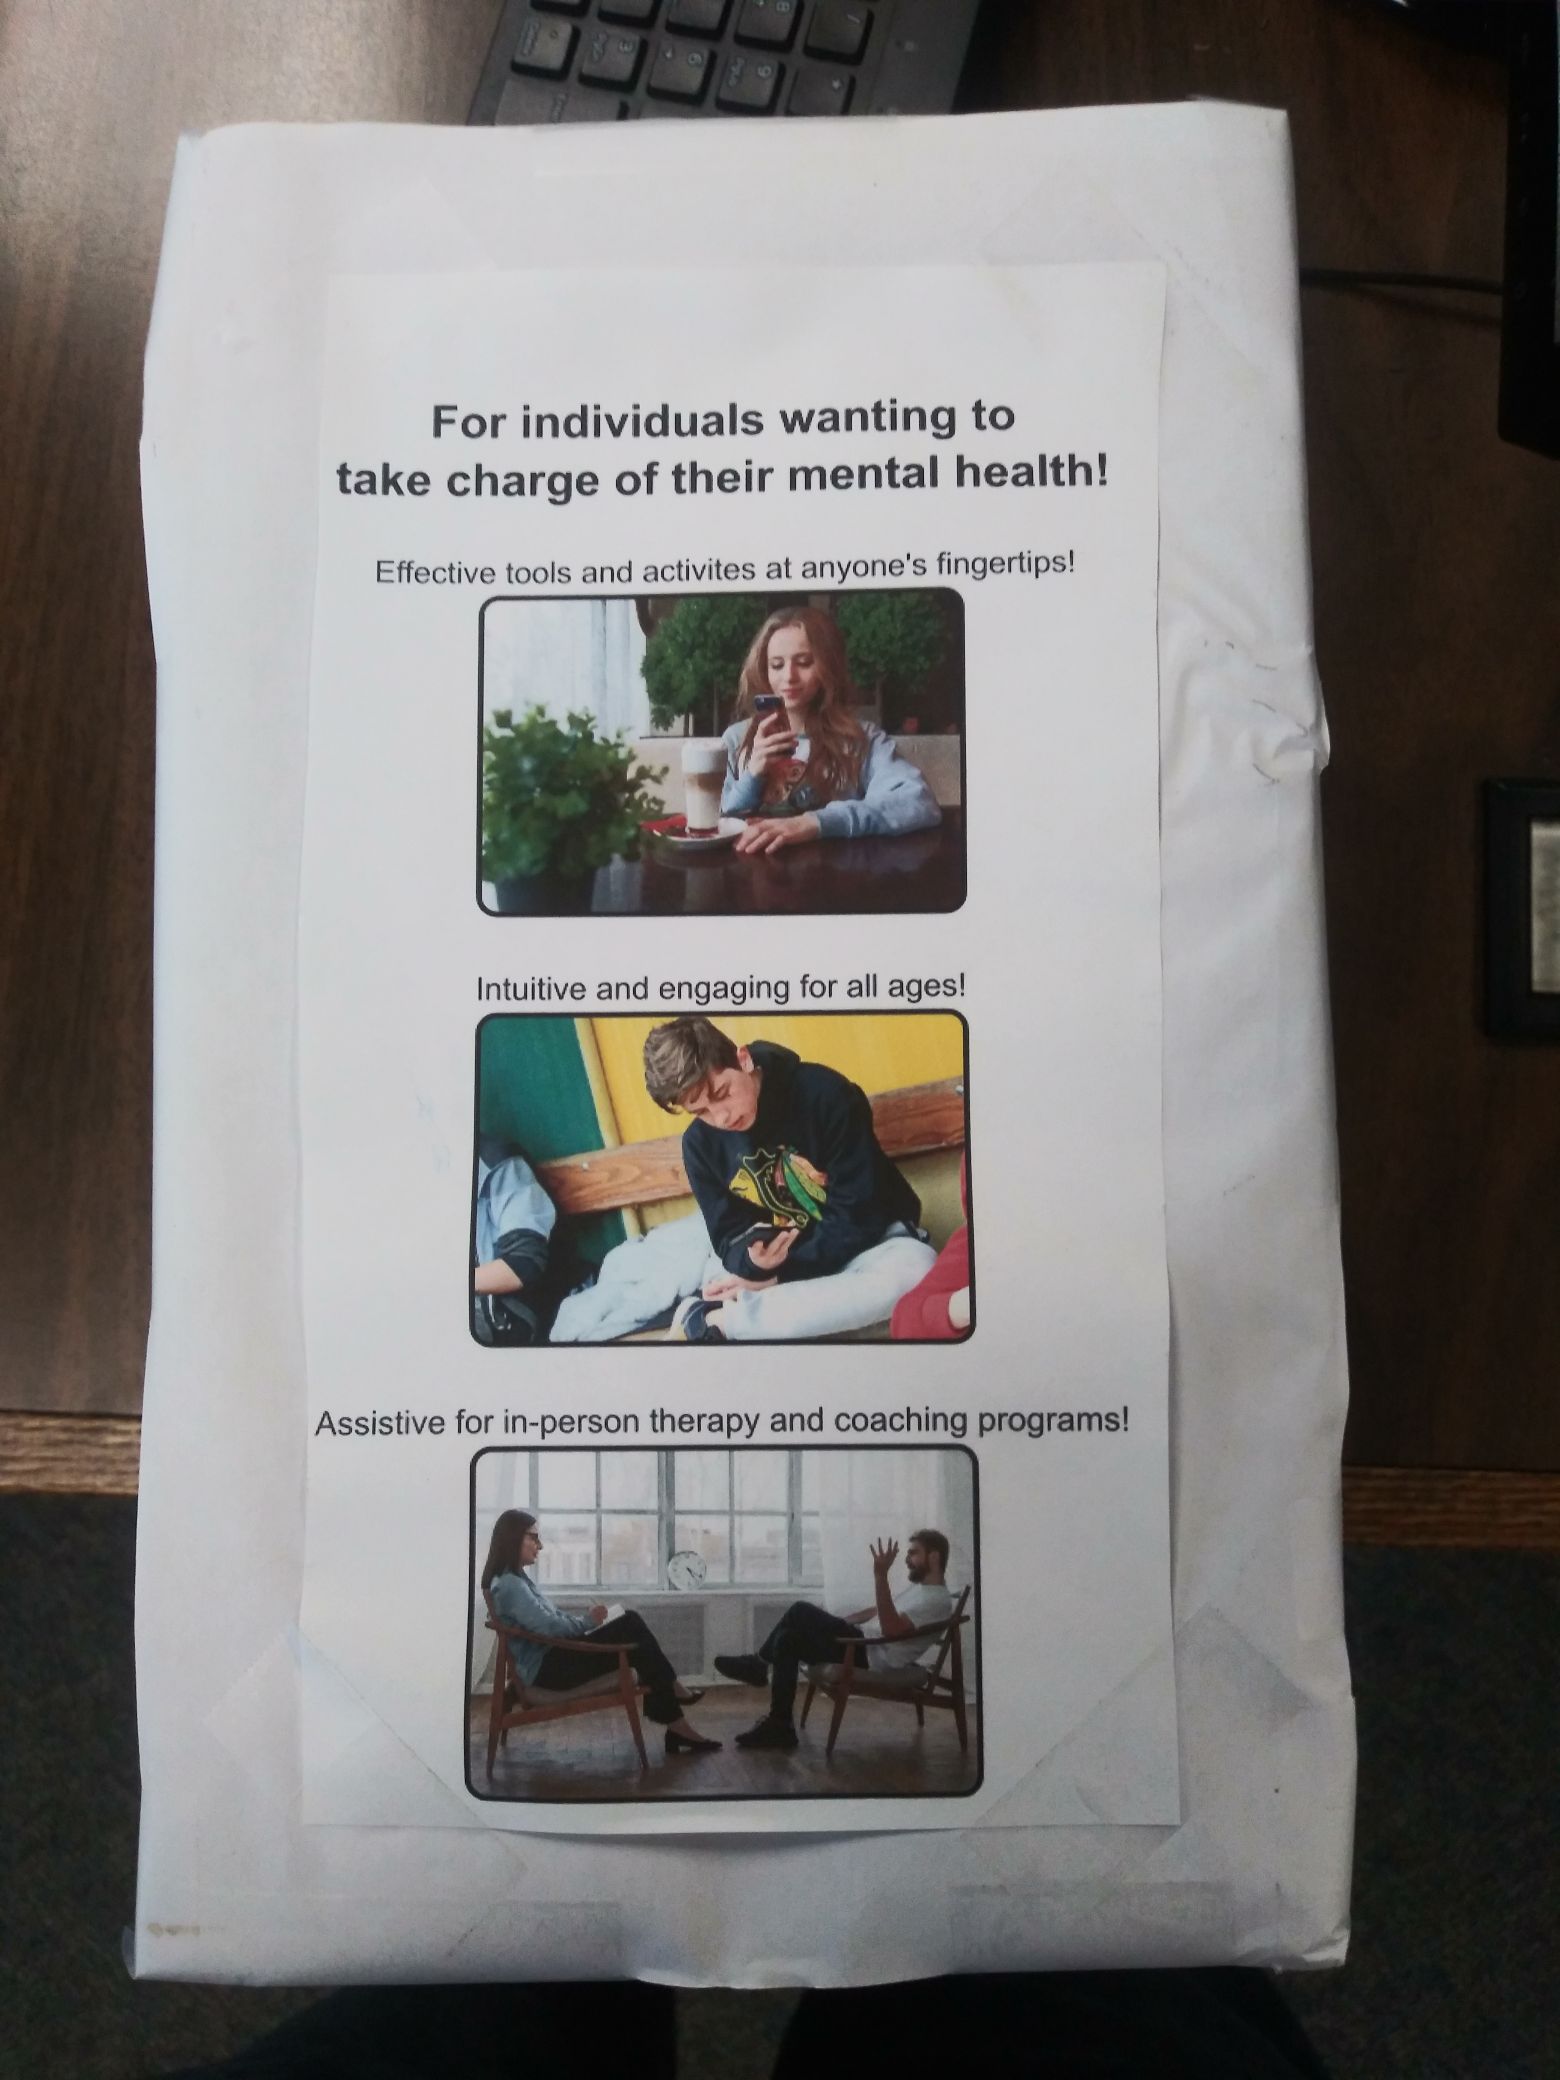 For individuals wanting to
take charge of their mental health!
Effective tools and activites at anyone's fingertips!
Intuitive and engaging for all ages!
Assistive for in-person therapy and coaching programs!